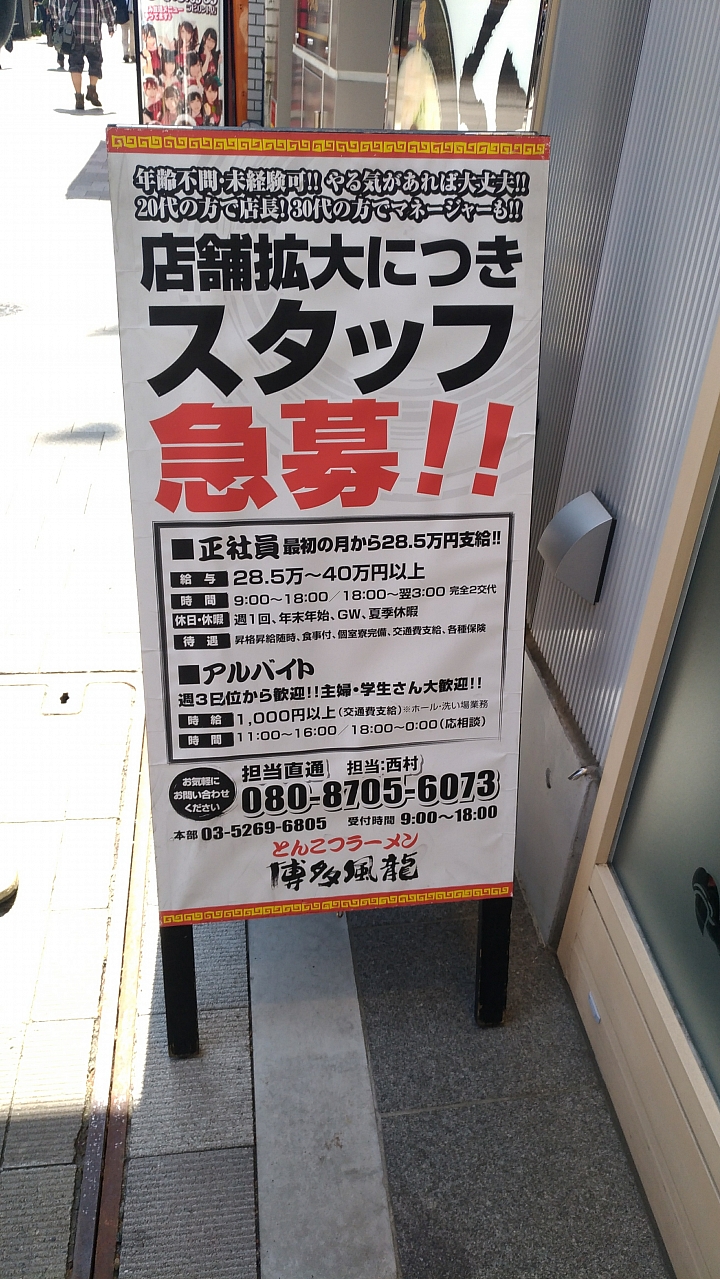 年齢不問・未経験可!! やる気があれば大丈夫!!
20代の方で店長! 30代の方でマネージャーも!!
店舗拡大につき
スタッフ
急募!!
■正社員 最初の月から28.5万円支給!!
給与 28.5万〜40万円以上
時間 9:00〜18:00/18:00〜翌3:00 完全2交代
休日・休暇 週1回、年末年始、GW、夏季休暇
待遇 昇格昇給随時、食事付、個室寮完備、交通費支給、各種保険
■アルバイト
週3日位から歓迎!!主婦・学生さん大歓迎!!
時給 1,000円以上(交通費支給)※ホール・洗い場業務
時間 11:00〜16:00/18:00〜0:00(応相談)
お気軽に
お問い合わせ
ください
担当直通 担当:西村
080-8705-6073
本部 03-5269-6805 受付時間 9:00〜18:00
とんこつラーメン
博多風龍